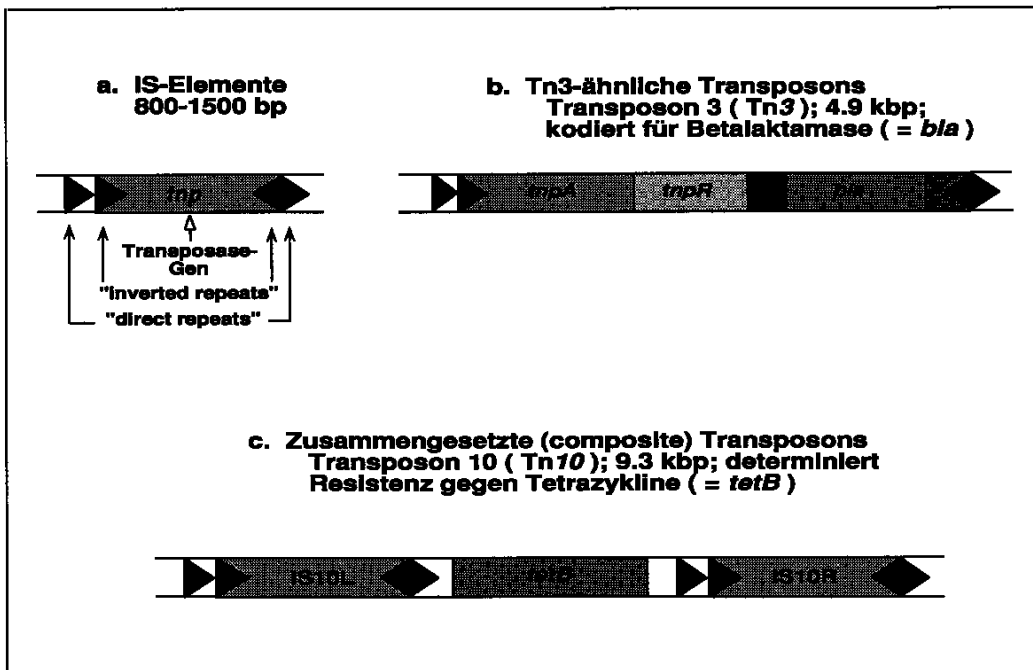 a. IS-Elemente
800-1500 bp
b. Tn3-ähnliche Transposons
Transposon 3 ( Tn3 ); 4.9 kbp;
kodiert für Betalaktamase ( = bla )
tnp
tnpA
tnpR
bla
Transposase-
Gen
"inverted repeats"
"direct repeats"
c. Zusammengesetzte (composite) Transposons
Transposon 10 ( Tn10 ); 9.3 kbp; determiniert
Resistenz gegen Tetrazykline ( = tetB )
IS10L
tetB
IS10R